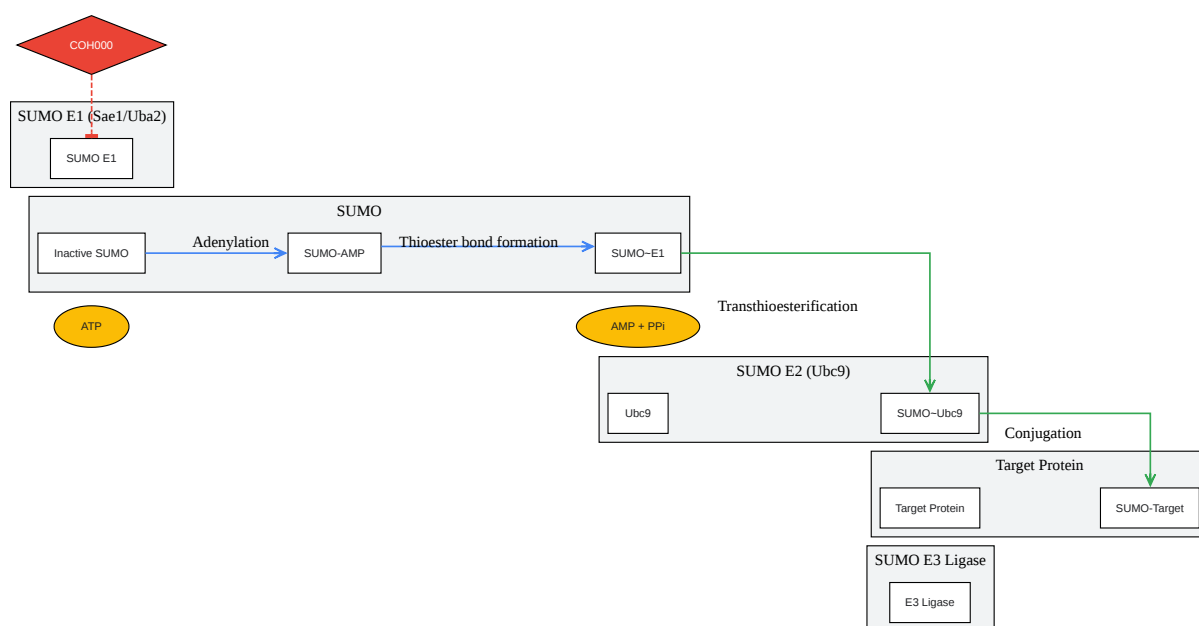 COH000
SUMO E1 (Sae1/Uba2)
SUMO E1
SUMO
Inactive SUMO
Adenylation
SUMO-AMP
Thioester bond formation
SUMO~E1
ATP
AMP + PPi
Transthioesterification
SUMO E2 (Ubc9)
Ubc9
SUMO~Ubc9
Conjugation
Target Protein
Target Protein
SUMO-Target
SUMO E3 Ligase
E3 Ligase